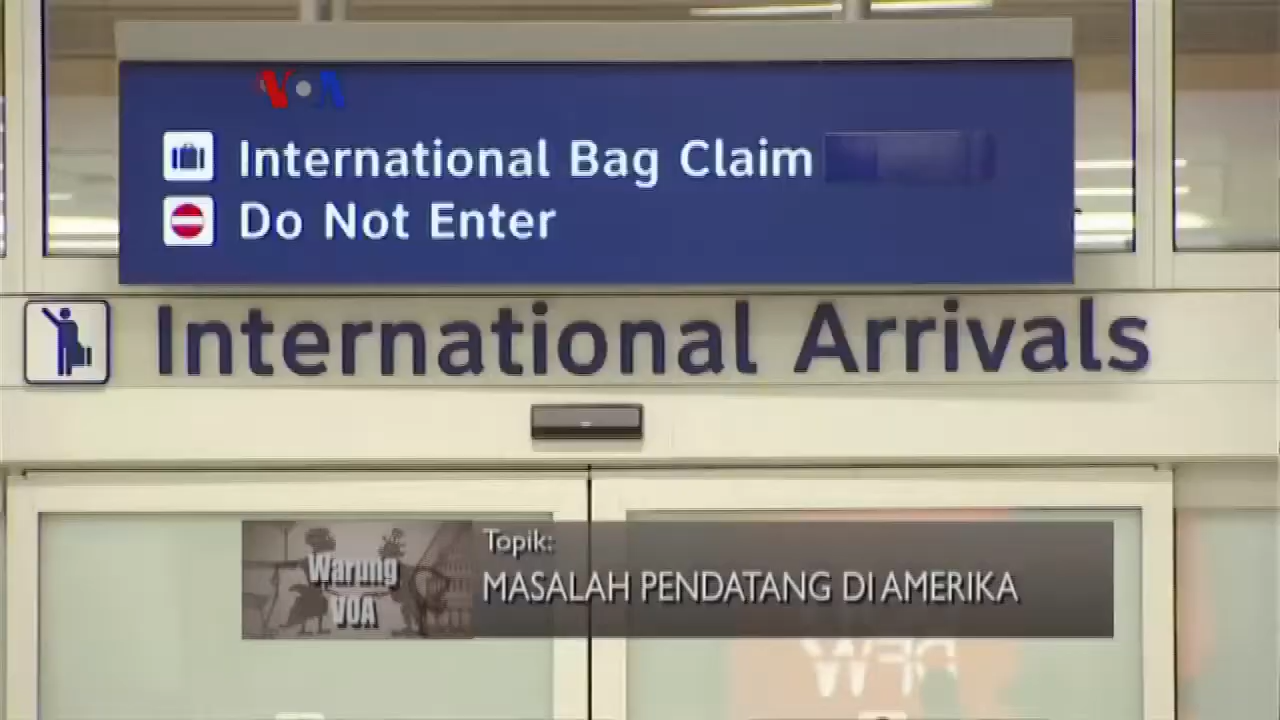 VOA
International Bag Claim
Do Not Enter
International Arrivals
Topik:
MASALAH PENDATANG DI AMERIKA
Warung
VOA